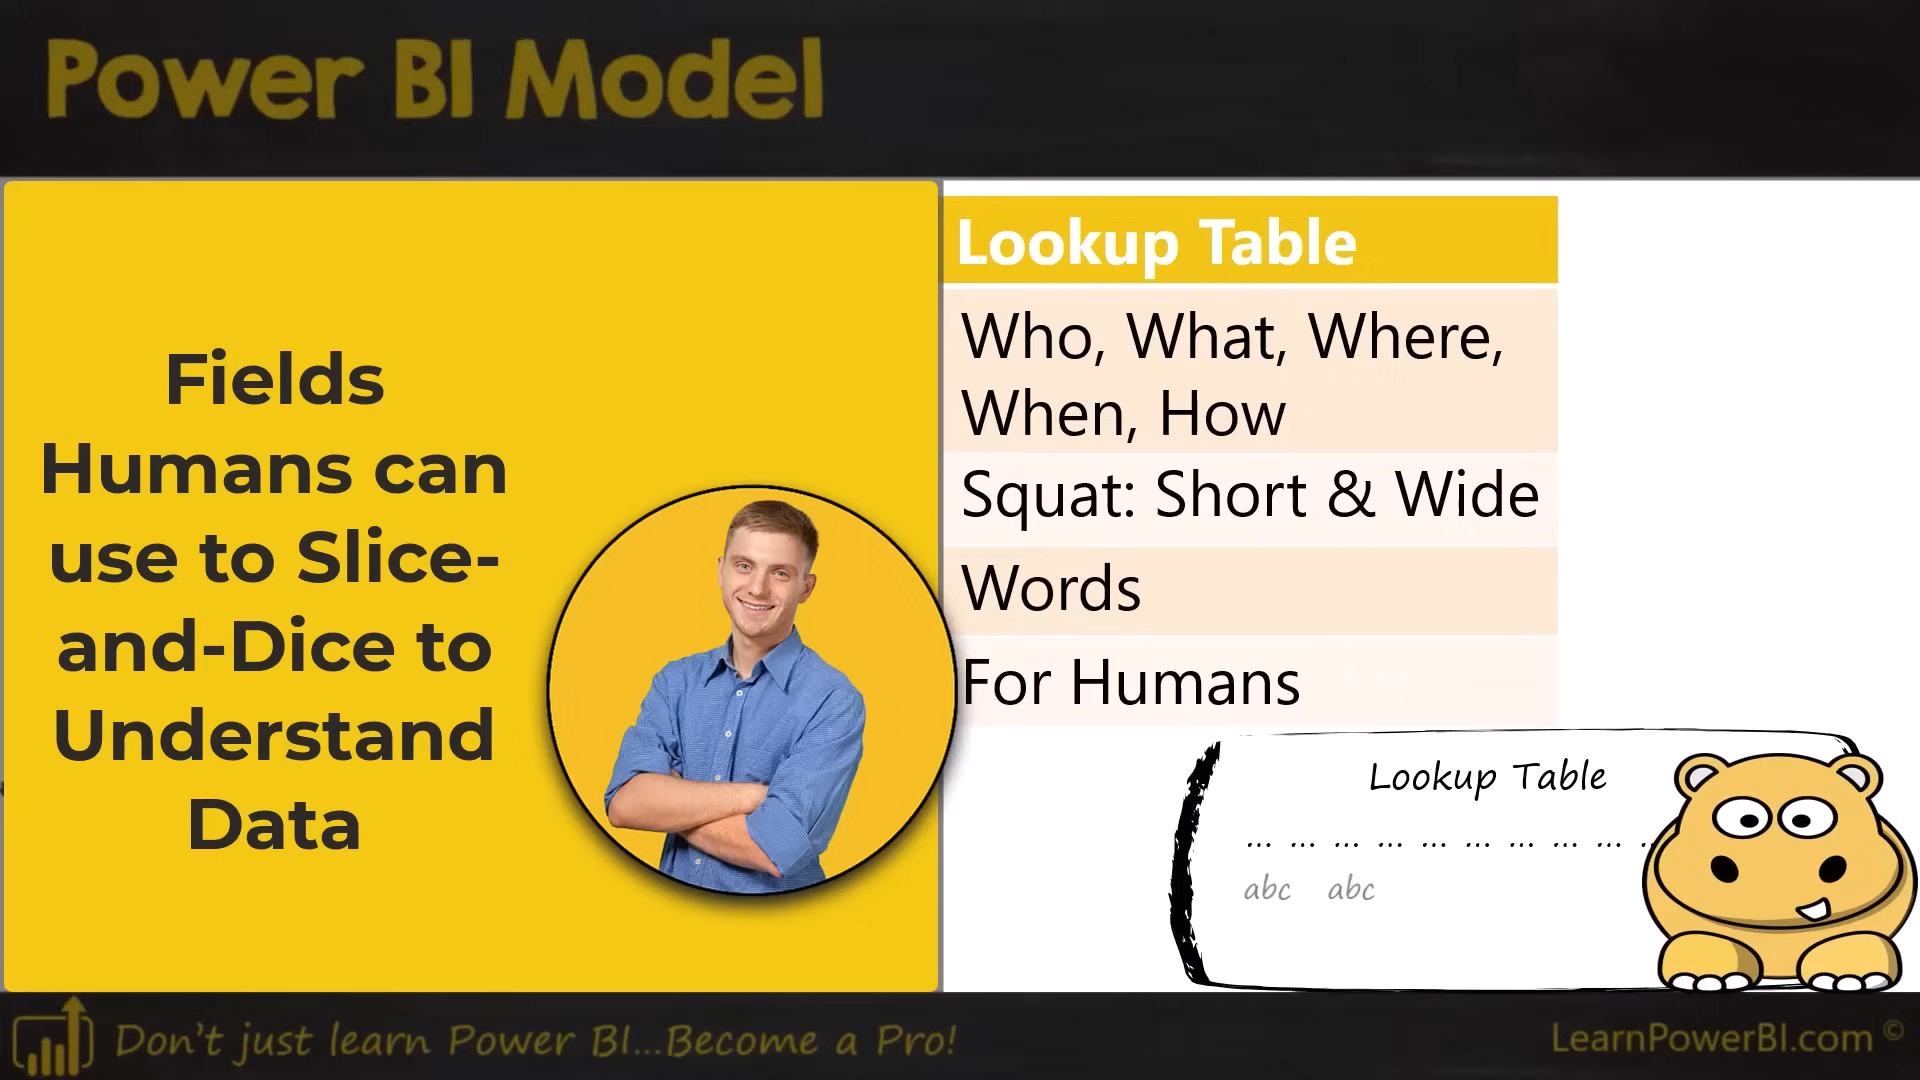 Power BI Model
Fields
Humans can
use to Slice-
and-Dice to
Understand
Data
Lookup Table
Who, What, Where,
When, How
Squat: Short & Wide
Words
For Humans
Lookup Table
... ... ... ... ... ... ... ... ... ...
abc abc
Don't just learn Power BI...Become a Pro!
LearnPowerBI.com ©